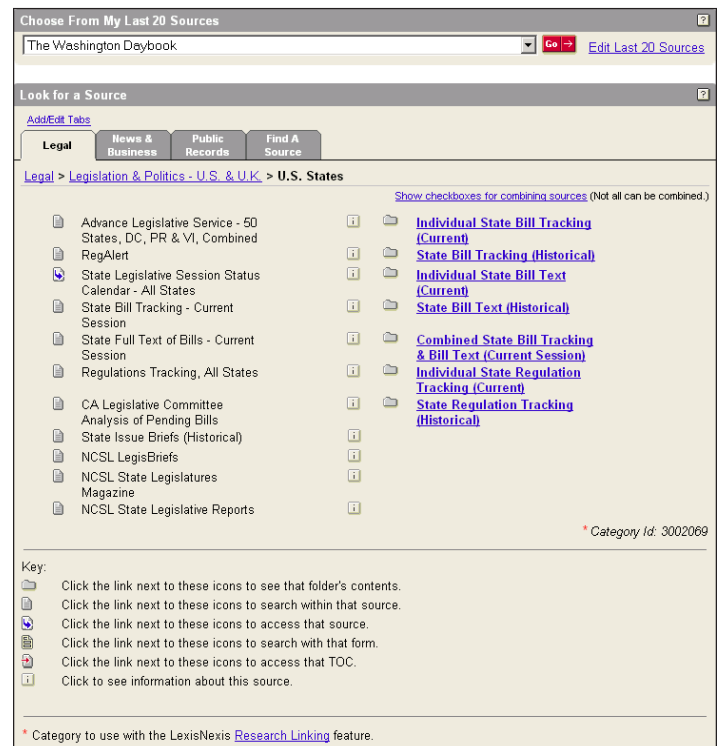 Choose From My Last 20 Sources ?
The Washington Daybook Go → Edit Last 20 Sources
Look for a Source ?
Add/Edit Tabs
Legal
News &
Business
Public
Records
Find A
Source
Legal > Legislation & Politics - U.S. & U.K. > U.S. States
Show checkboxes for combining sources (Not all can be combined.)
Advance Legislative Service - 50
States, DC, PR & VI, Combined
RegAlert
State Legislative Session Status
Calendar - All States
State Bill Tracking - Current
Session
State Full Text of Bills - Current
Session
Regulations Tracking, All States
CA Legislative Committee
Analysis of Pending Bills
State Issue Briefs (Historical)
NCSL LegisBriefs
NCSL State Legislatures
Magazine
NCSL State Legislative Reports
Individual State Bill Tracking
(Current)
State Bill Tracking (Historical)
Individual State Bill Text
(Current)
State Bill Text (Historical)
Combined State Bill Tracking
& Bill Text (Current Session)
Individual State Regulation
Tracking (Current)
State Regulation Tracking
(Historical)
* Category Id: 3002069
Key:
Click the link next to these icons to see that folder's contents.
Click the link next to these icons to search within that source.
Click the link next to these icons to access that source.
Click the link next to these icons to search with that form.
Click the link next to these icons to access that TOC.
i Click to see information about this source.
* Category to use with the LexisNexis Research Linking feature.